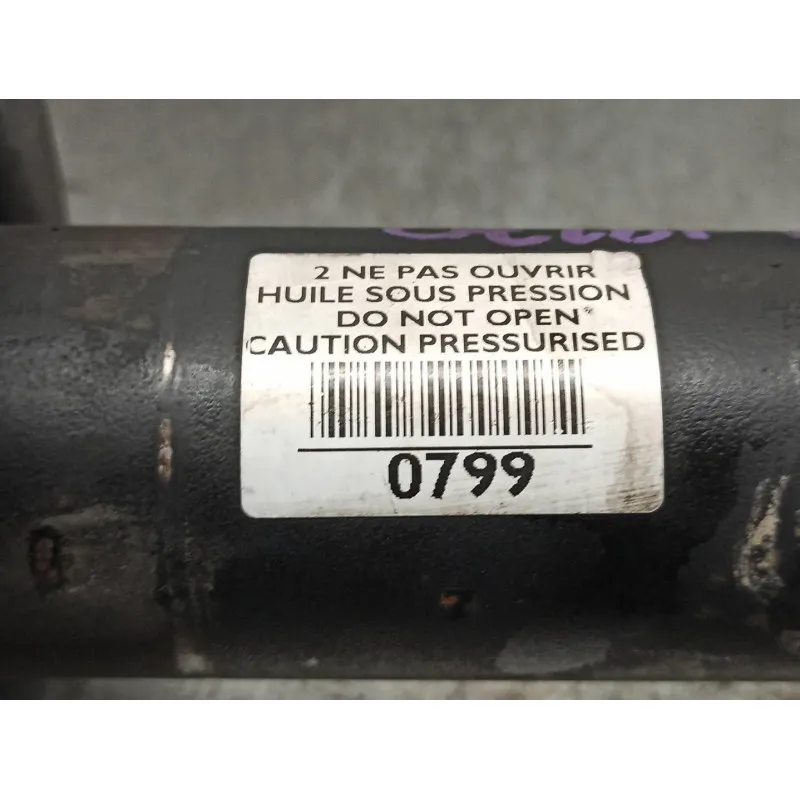 2 NE PAS OUVRIR
HUILE SOUS PRESSION
DO NOT OPEN
CAUTION PRESSURISED
0799